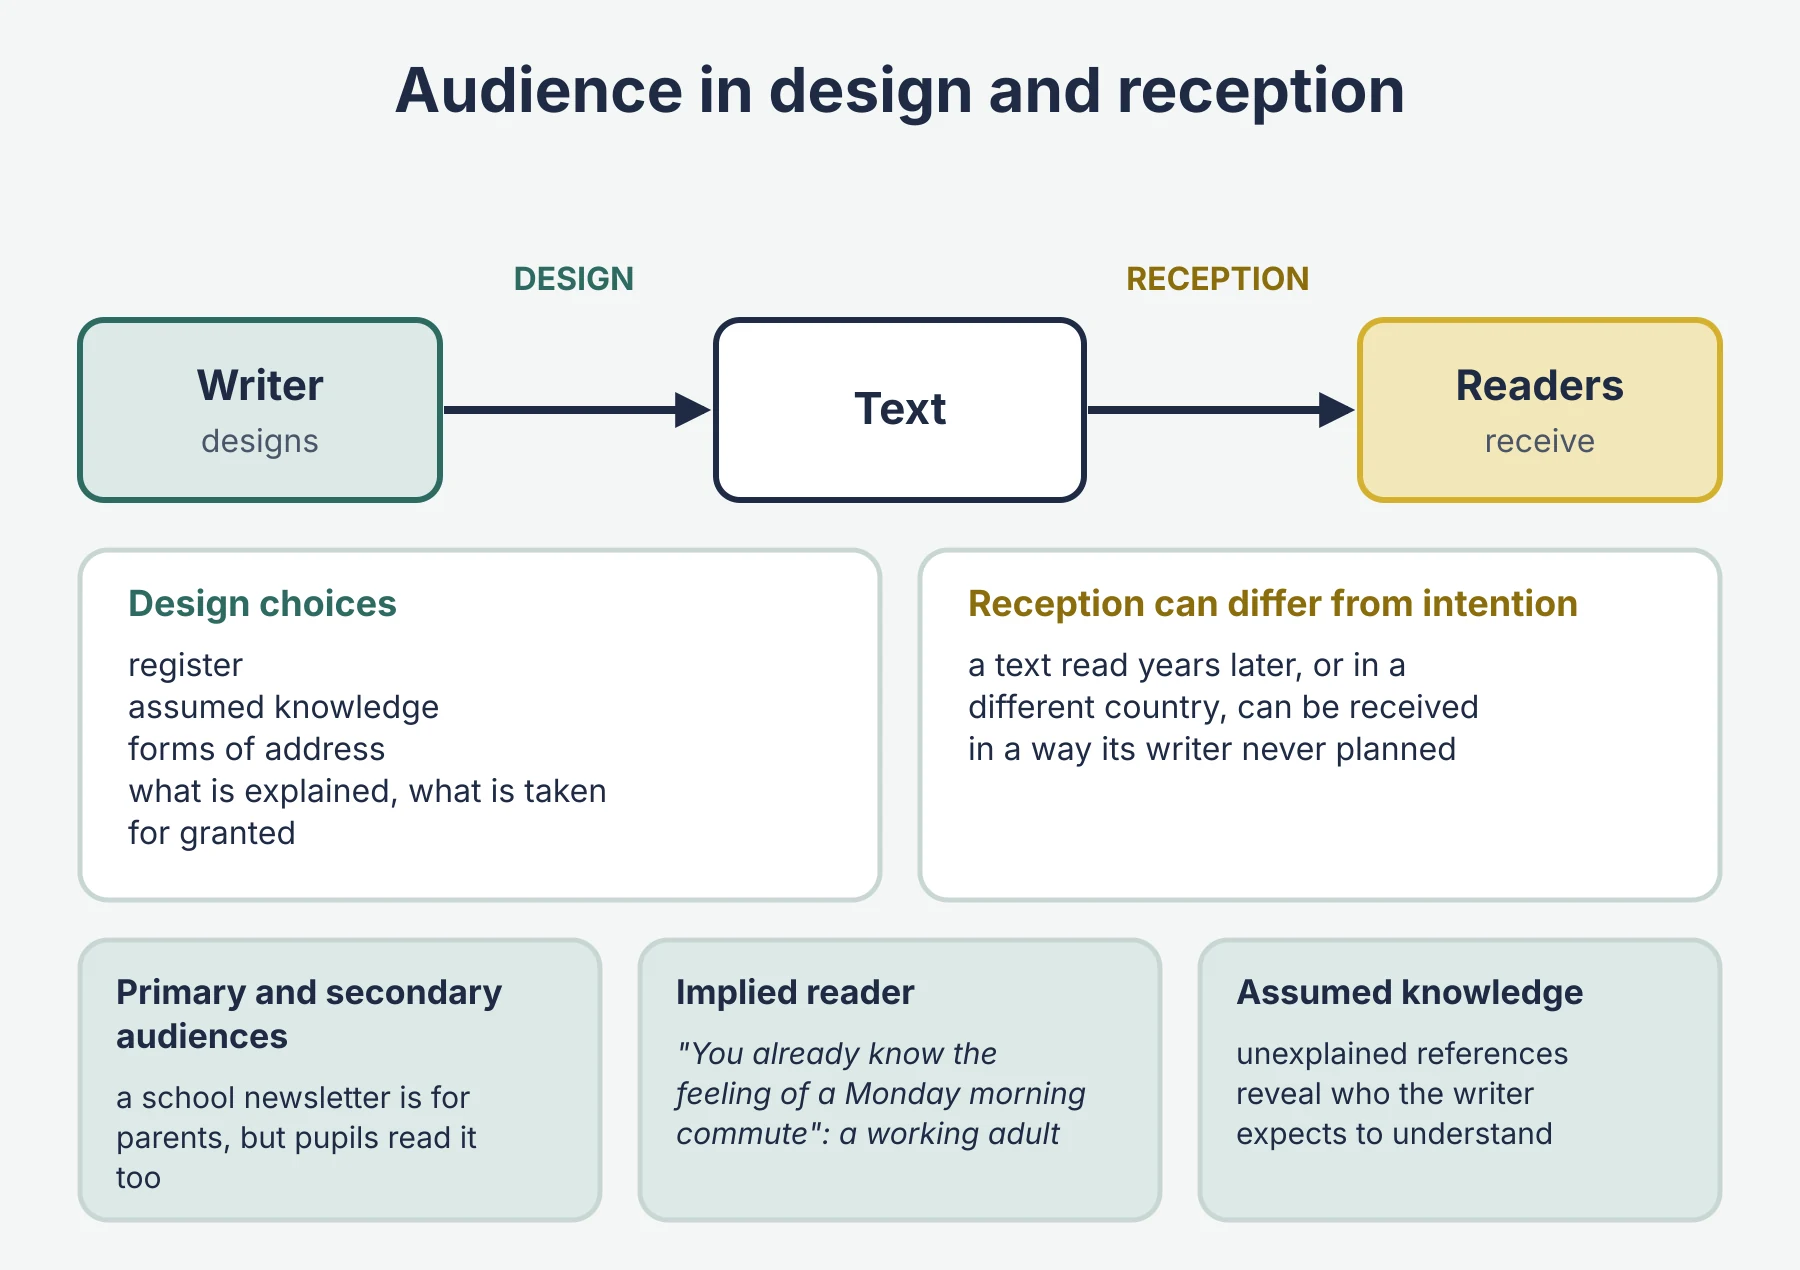 Audience in design and reception
DESIGN
RECEPTION
Writer
designs
Text
Readers
receive
Design choices
register
assumed knowledge
forms of address
what is explained, what is taken
for granted
Reception can differ from intention
a text read years later, or in a
different country, can be received
in a way its writer never planned
Primary and secondary
audiences
a school newsletter is for
parents, but pupils read it
too
Implied reader
"You already know the
feeling of a Monday morning
commute": a working adult
Assumed knowledge
unexplained references
reveal who the writer
expects to understand